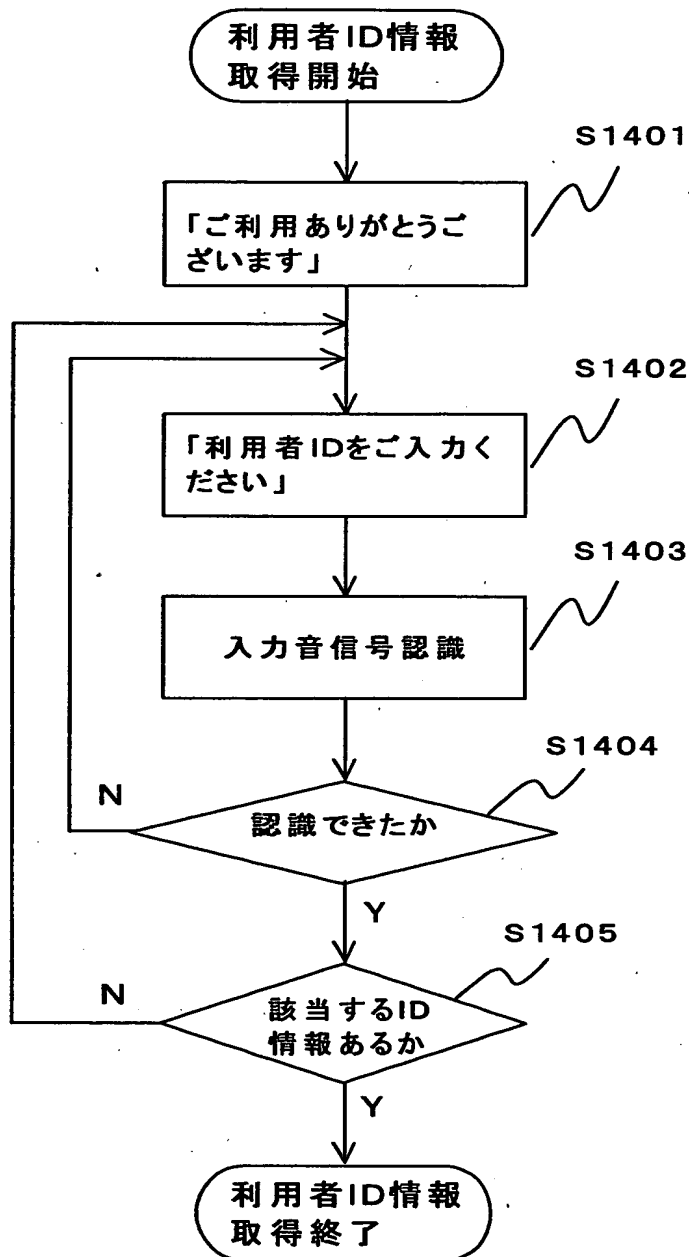 利用者ID情報
取得開始
S1401
「ご利用ありがとうご
ざいます」
S1402
「利用者IDをご入力く
ださい」
S1403
入力音信号認識
S1404
認識できたか
N
Y
S1405
該当するID
情報あるか
N
Y
利用者ID情報
取得終了